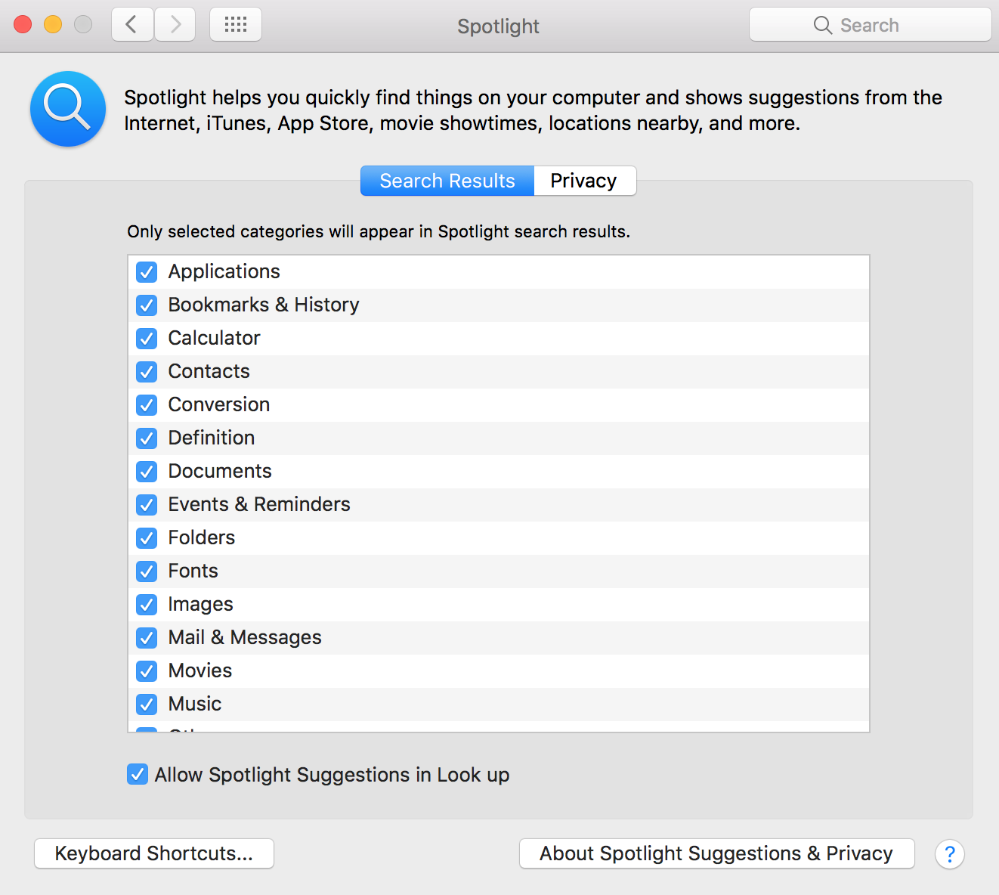 Spotlight
Search
Spotlight helps you quickly find things on your computer and shows suggestions from the
Internet, iTunes, App Store, movie showtimes, locations nearby, and more.
Search Results
Privacy
Only selected categories will appear in Spotlight search results.
Applications
Bookmarks & History
Calculator
Contacts
Conversion
Definition
Documents
Events & Reminders
Folders
Fonts
Images
Mail & Messages
Movies
Music
Allow Spotlight Suggestions in Look up
Keyboard Shortcuts...
About Spotlight Suggestions & Privacy
?